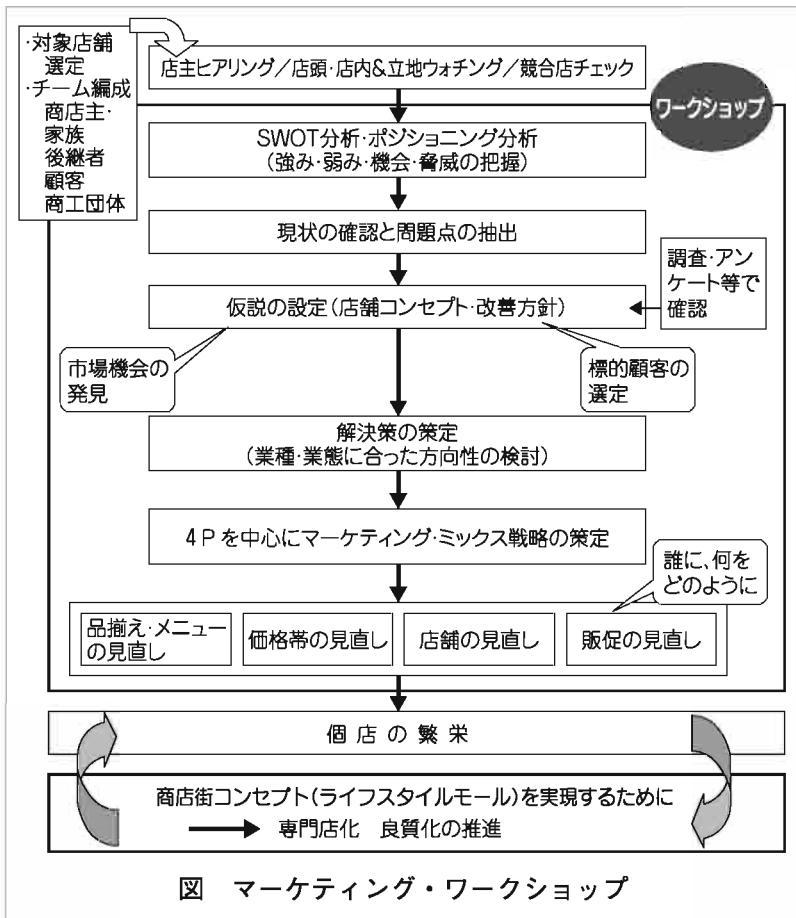 ・対象店舗
選定
・チーム編成
商店主・
家族
後継者
顧客
商工団体
店主ヒアリング／店頭・店内&立地ウォチング／競合店チェック
ワークショップ
SWOT分析・ポジショニング分析
(強み・弱み・機会・脅威の把握)
現状の確認と問題点の抽出
調査・アン
ケート等で
確認
仮説の設定(店舗コンセプト・改善方針)
市場機会の
発見
標的顧客の
選定
解決策の策定
(業種・業態に合った方向性の検討)
4Pを中心にマーケティング・ミックス戦略の策定
誰に、何を
どのように
品揃え・メニュー
の見直し
価格帯の見直し
店舗の見直し
販促の見直し
個店の繁栄
商店街コンセプト(ライフスタイルモール)を実現するために
専門店化 良質化の推進
図 マーケティング・ワークショップ